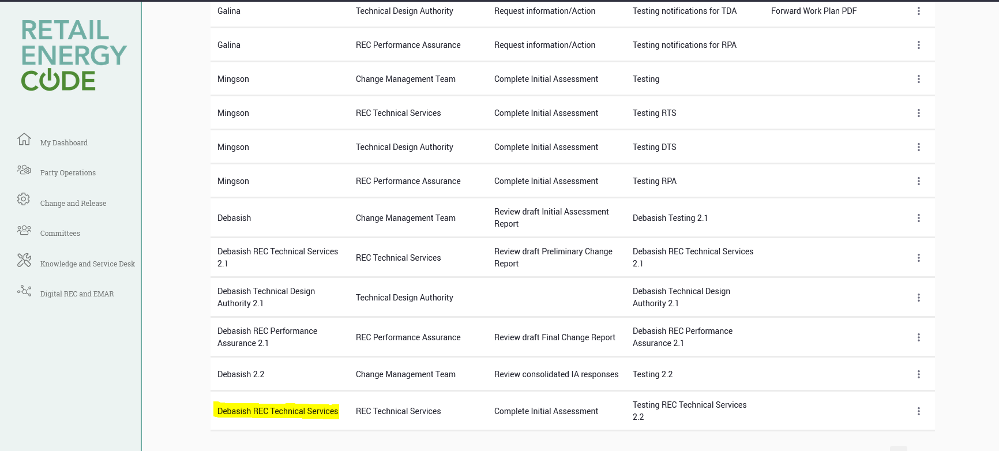 RETAIL
ENERGY
CODE
My Dashboard
Party Operations
Change and Release
Committees
Knowledge and Service Desk
Digital REC and EMAR
Galina Technical Design Authority Request information/Action Testing notifications for TDA Forward Work Plan PDF
Galina REC Performance Assurance Request information/Action Testing notifications for RPA
Mingson Change Management Team Complete Initial Assessment Testing
Mingson REC Technical Services Complete Initial Assessment Testing RTS
Mingson Technical Design Authority Complete Initial Assessment Testing DTS
Mingson REC Performance Assurance Complete Initial Assessment Testing RPA
Debasish Change Management Team Review draft Initial Assessment
Report Debasish Testing 2.1
Debasish REC Technical Services
2.1 REC Technical Services Review draft Preliminary Change
Report Debasish REC Technical Services
2.1
Debasish Technical Design
Authority 2.1 Technical Design Authority Debasish Technical Design
Authority 2.1
Debasish REC Performance
Assurance 2.1 REC Performance Assurance Review draft Final Change Report Debasish REC Performance
Assurance 2.1
Debasish 2.2 Change Management Team Review consolidated IA responses Testing 2.2
Debasish REC Technical Services REC Technical Services Complete Initial Assessment Testing REC Technical Services
2.2